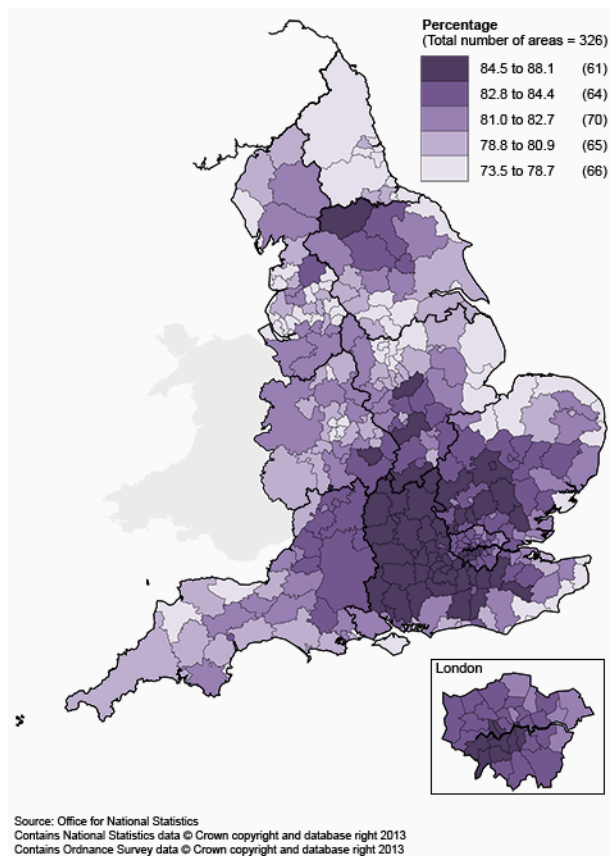 Percentage
(Total number of areas = 326)
84.5 to 88.1 (61)
82.8 to 84.4 (64)
81.0 to 82.7 (70)
78.8 to 80.9 (65)
73.5 to 78.7 (66)
London
Source: Office for National Statistics
Contains National Statistics data © Crown copyright and database right 2013
Contains Ordnance Survey data © Crown copyright and database right 2013